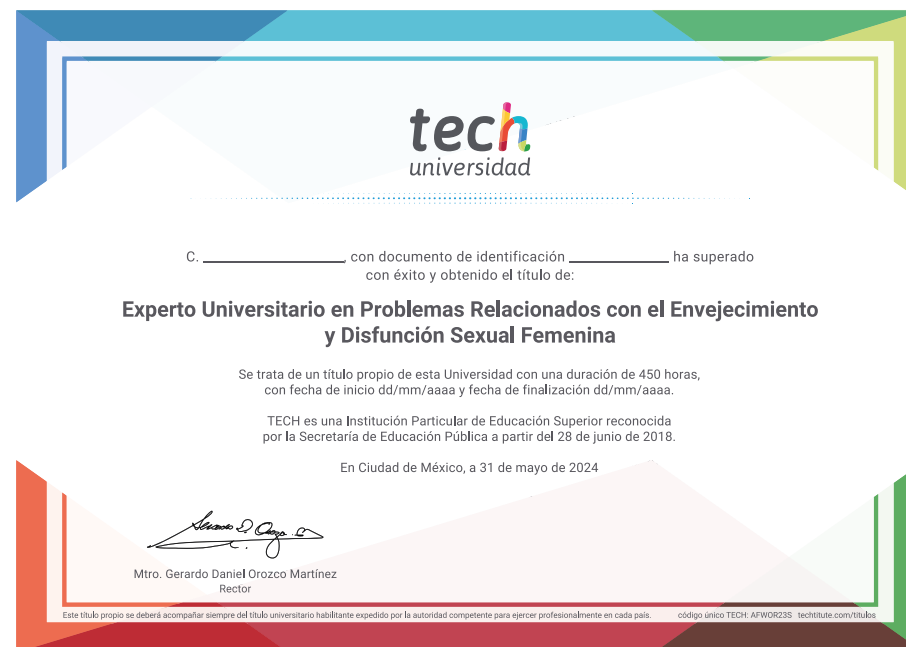 tech
universidad
C. ____________________, con documento de identificación ______________ ha superado
con éxito y obtenido el título de:
Experto Universitario en Problemas Relacionados con el Envejecimiento
y Disfunción Sexual Femenina
Se trata de un título propio de esta Universidad con una duración de 450 horas,
con fecha de inicio dd/mm/aaaa y fecha de finalización dd/mm/aaaa.
TECH es una Institución Particular de Educación Superior reconocida
por la Secretaría de Educación Pública a partir del 28 de junio de 2018.
En Ciudad de México, a 31 de mayo de 2024
Mtro. Gerardo Daniel Orozco Martínez
Rector
Este título propio se deberá acompañar siempre del título universitario habilitante expedido por la autoridad competente para ejercer profesionalmente en cada país. código único TECH: AFWOR23S techtitute.com/titulos